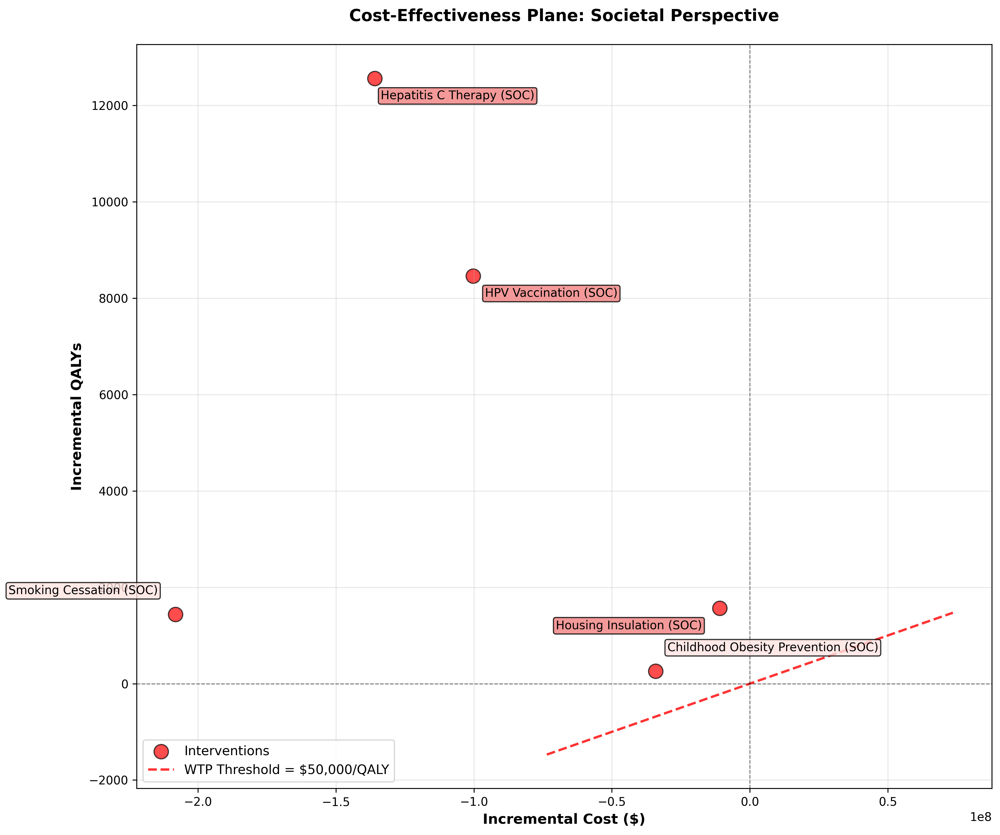 Cost-Effectiveness Plane: Societal Perspective
Incremental QALYs
12000
10000
8000
6000
4000
2000
0
−2000
Hepatitis C Therapy (SOC)
HPV Vaccination (SOC)
Smoking Cessation (SOC)
Housing Insulation (SOC)
Childhood Obesity Prevention (SOC)
Interventions
WTP Threshold = $50,000/QALY
−2.0
−1.5
−1.0
−0.5
0.0
0.5
1e8
Incremental Cost ($)